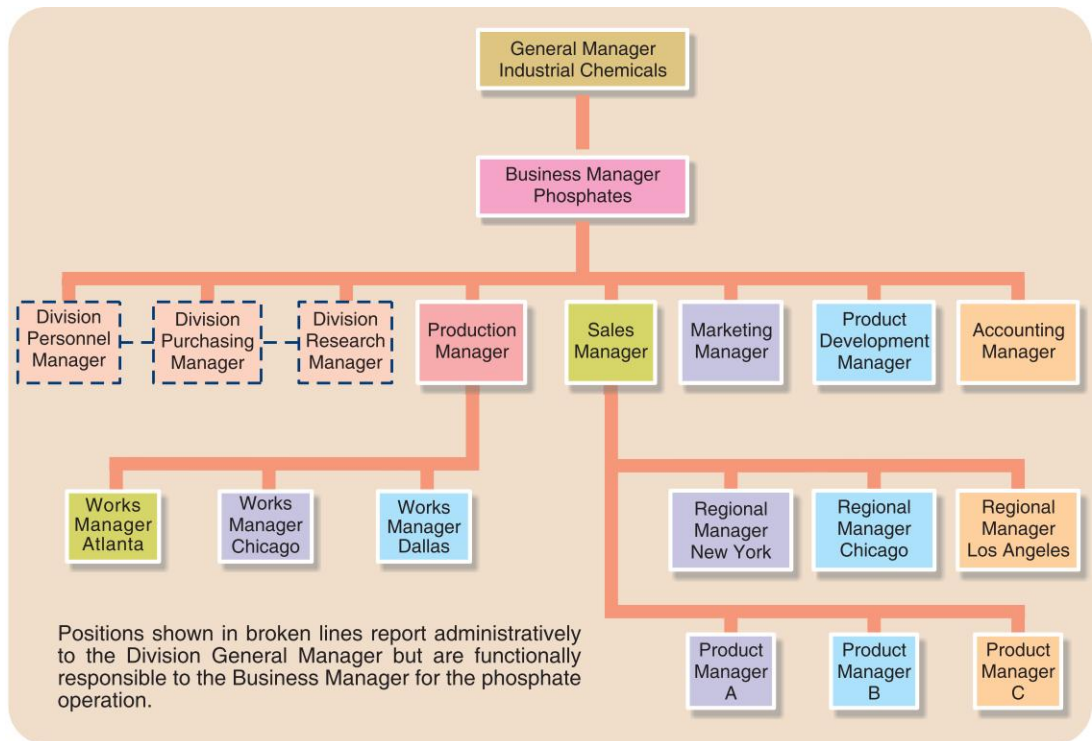 General Manager
Industrial Chemicals
Business Manager
Phosphates
Division
Personnel
Manager
Division
Purchasing
Manager
Division
Research
Manager
Production
Manager
Sales
Manager
Marketing
Manager
Product
Development
Manager
Accounting
Manager
Works
Manager
Atlanta
Works
Manager
Chicago
Works
Manager
Dallas
Regional
Manager
New York
Regional
Manager
Chicago
Regional
Manager
Los Angeles
Product
Manager
A
Product
Manager
B
Product
Manager
C
Positions shown in broken lines report administratively
to the Division General Manager but are functionally
responsible to the Business Manager for the phosphate
operation.